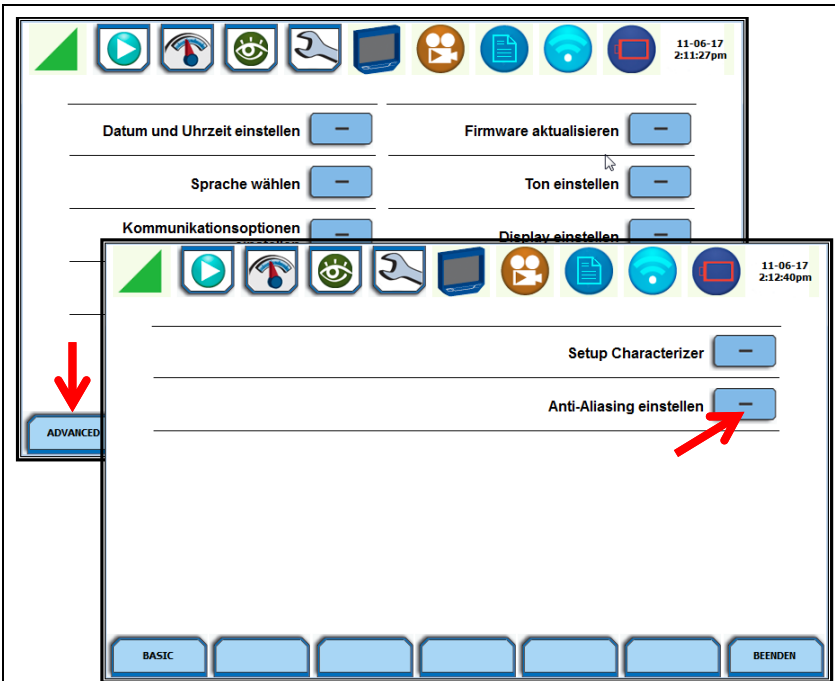 11-06-17
2:11:27pm
Datum und Uhrzeit einstellen
Firmware aktualisieren
Sprache wählen
Ton einstellen
Kommunikationsoptionen
einstellen
Display einstellen
ADVANCED
11-06-17
2:12:40pm
Setup Characterizer
Anti-Aliasing einstellen
BASIC
BEENDEN